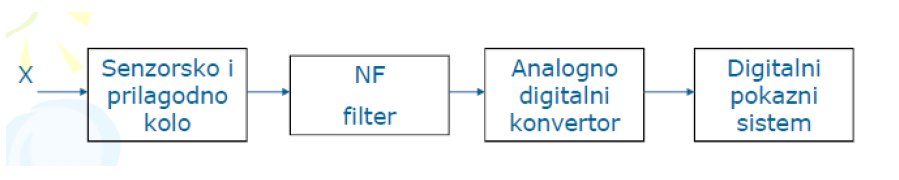 X
Senzorsko i
prilagodno
kolo
NF
filter
Analogno
digitalni
konvertor
Digitalni
pokazni
sistem